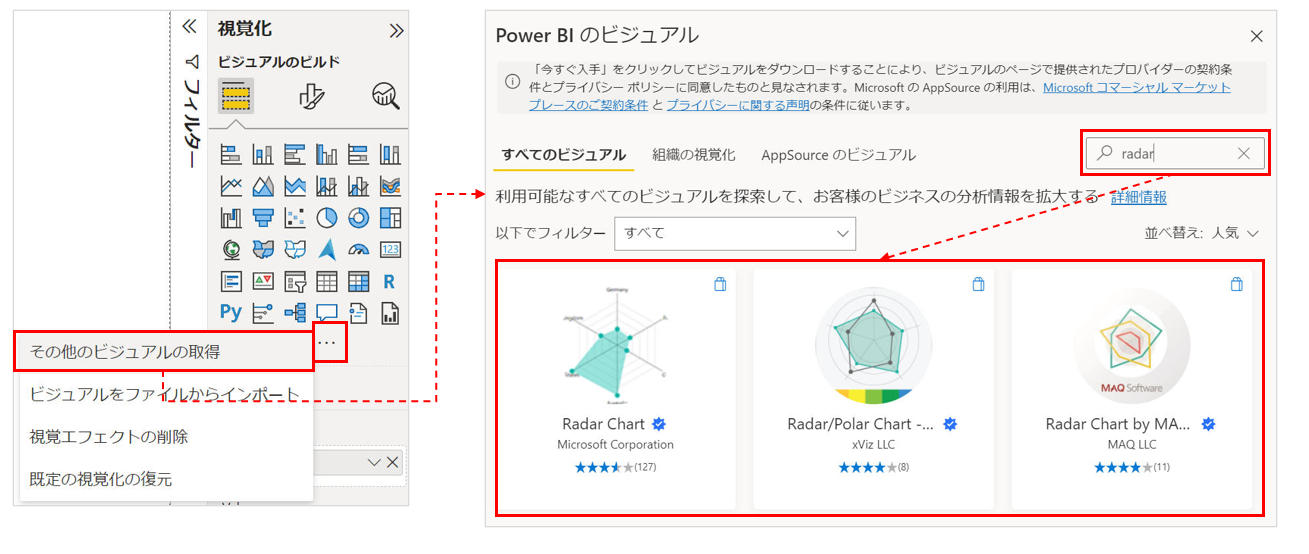 視覚化
ビジュアルのビルド
フィルター
123
R
Py
...
その他のビジュアルの取得
ビジュアルをファイルからインポート
視覚エフェクトの削除
既定の視覚化の復元
Power BI のビジュアル
「今すぐ入手」をクリックしてビジュアルをダウンロードすることにより、ビジュアルのページで提供されたプロバイダーの契約条
件とプライバシー ポリシーに同意したものと見なされます。Microsoft の AppSource の利用は、Microsoft コマーシャル マーケット
プレースのご契約条件 と プライバシーに関する声明の条件に従います。
すべてのビジュアル 組織の視覚化 AppSource のビジュアル
radar
利用可能なすべてのビジュアルを探索して、お客様のビジネスの分析情報を拡大する 詳細情報
以下でフィルター すべて
並べ替え: 人気
Germany
Radar Chart
Microsoft Corporation
(127)
Radar/Polar Chart -...
xViz LLC
(8)
MAQ Software
Radar Chart by MA...
MAQ LLC
(11)